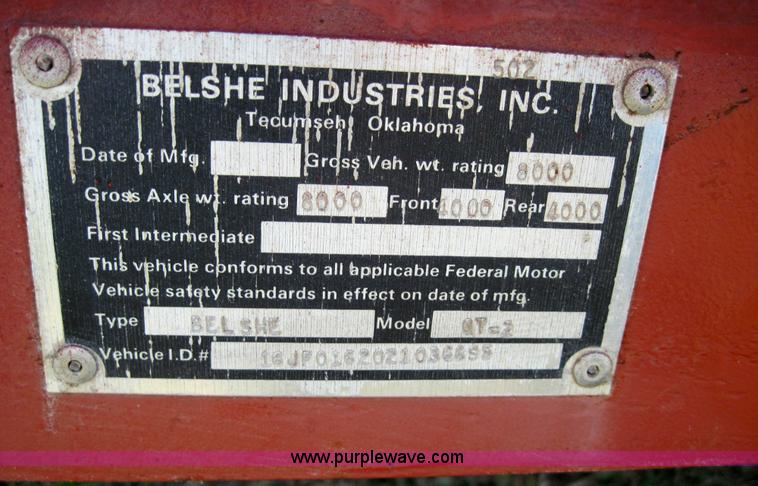 502
BELSHE INDUSTRIES, INC.
Tecumseh, Oklahoma
Date of Mfg. Gross Veh. wt. rating 8000
Gross Axle wt. rating 8000 Front 4000 Rear 4000
First Intermediate
This vehicle conforms to all applicable Federal Motor
Vehicle safety standards in effect on date of mfg.
Type BELSHE Model
Vehicle I.D.#
www.purplewave.com